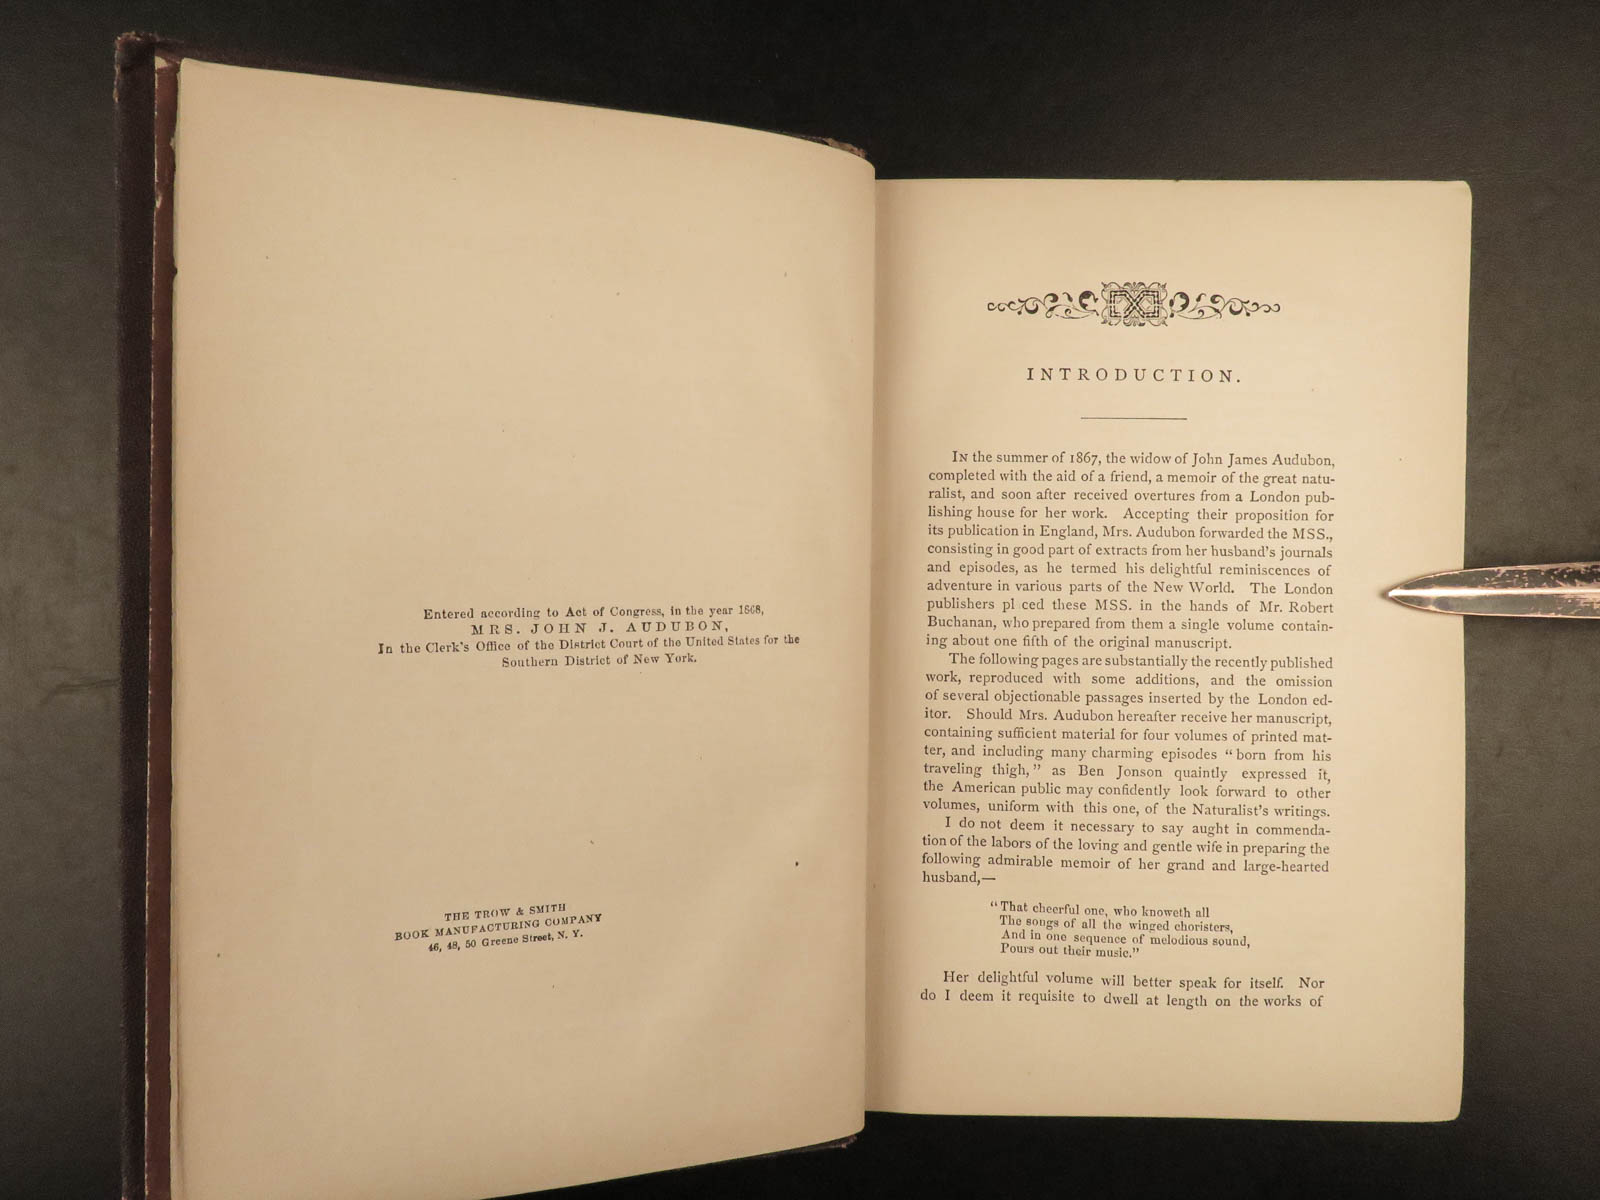 Entered according to Act of Congress, in the year 1868,
MRS. JOHN J. AUDUBON,
In the Clerk's Office of the District Court of the United States for the
Southern District of New York.
THE TROW & SMITH
BOOK MANUFACTURING COMPANY
46, 48, 50 Greene Street, N. Y.
INTRODUCTION.
IN the summer of 1867, the widow of John James Audubon,
completed with the aid of a friend, a memoir of the great natu-
ralist, and soon after received overtures from a London pub-
lishing house for her work. Accepting their proposition for
its publication in England, Mrs. Audubon forwarded the MSS.,
consisting in good part of extracts from her husband's journals
and episodes, as he termed his delightful reminiscences of
adventure in various parts of the New World. The London
publishers pl ced these MSS. in the hands of Mr. Robert
Buchanan, who prepared from them a single volume contain-
ing about one fifth of the original manuscript.
The following pages are substantially the recently published
work, reproduced with some additions, and the omission
of several objectionable passages inserted by the London ed-
itor. Should Mrs. Audubon hereafter receive her manuscript,
containing sufficient material for four volumes of printed mat-
ter, and including many charming episodes "born from his
traveling thigh," as Ben Jonson quaintly expressed it,
the American public may confidently look forward to other
volumes, uniform with this one, of the Naturalist's writings.
I do not deem it necessary to say aught in commenda-
tion of the labors of the loving and gentle wife in preparing the
following admirable memoir of her grand and large-hearted
husband,—
"That cheerful one, who knoweth all
The songs of all the winged choristers,
And in one sequence of melodious sound,
Pours out their music."
Her delightful volume will better speak for itself. Nor
do I deem it requisite to dwell at length on the works of